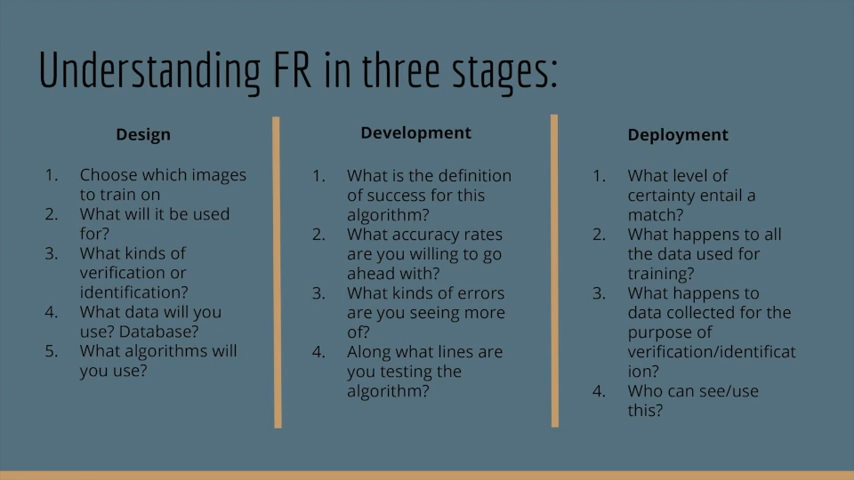 Understanding FR in three stages:
Design
1. Choose which images
to train on
2. What will it be used
for?
3. What kinds of
verification or
identification?
4. What data will you
use? Database?
5. What algorithms will
you use?
Development
1. What is the definition
of success for this
algorithm?
2. What accuracy rates
are you willing to go
ahead with?
3. What kinds of errors
are you seeing more
of?
4. Along what lines are
you testing the
algorithm?
Deployment
1. What level of
certainty entail a
match?
2. What happens to all
the data used for
training?
3. What happens to
data collected for the
purpose of
verification/identificat
ion?
4. Who can see/use
this?